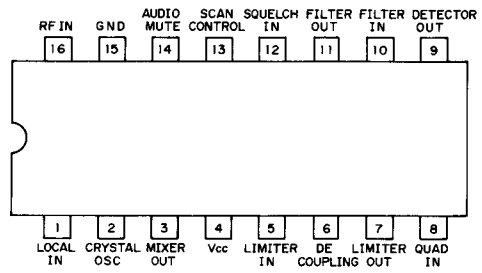 AUDIO SCAN SQUELCH FILTER FILTER DETECTOR
RF IN GND MUTE CONTROL IN OUT IN OUT
16 15 14 13 12 11 10 9
1 2 3 4 5 6 7 8
LOCAL CRYSTAL MIXER Vcc LIMITER DE LIMITER QUAD
IN OSC OUT IN COUPLING OUT IN